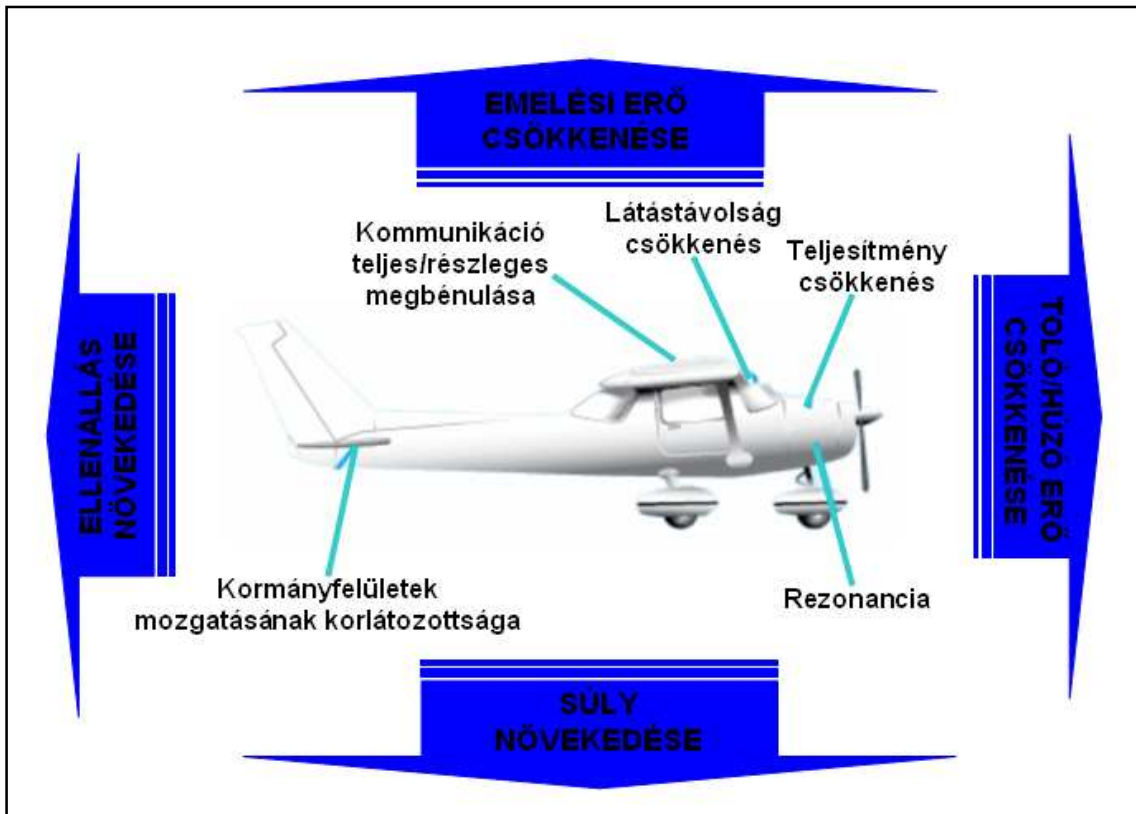 EMELÉSI ERŐ
CSÖKKENÉSE
Látástávolság
csökkenés
Kommunikáció
teljes/részleges
megbénulása
Teljesítmény
csökkenés
ELLENÁLLÁS
NÖVEKEDÉSE
TOLÓ/HÚZÓ ERŐ
CSÖKKENÉSE
Kormányfelületek
mozgatásának korlátozottsága
Rezonancia
SÚLY
NÖVEKEDÉSE